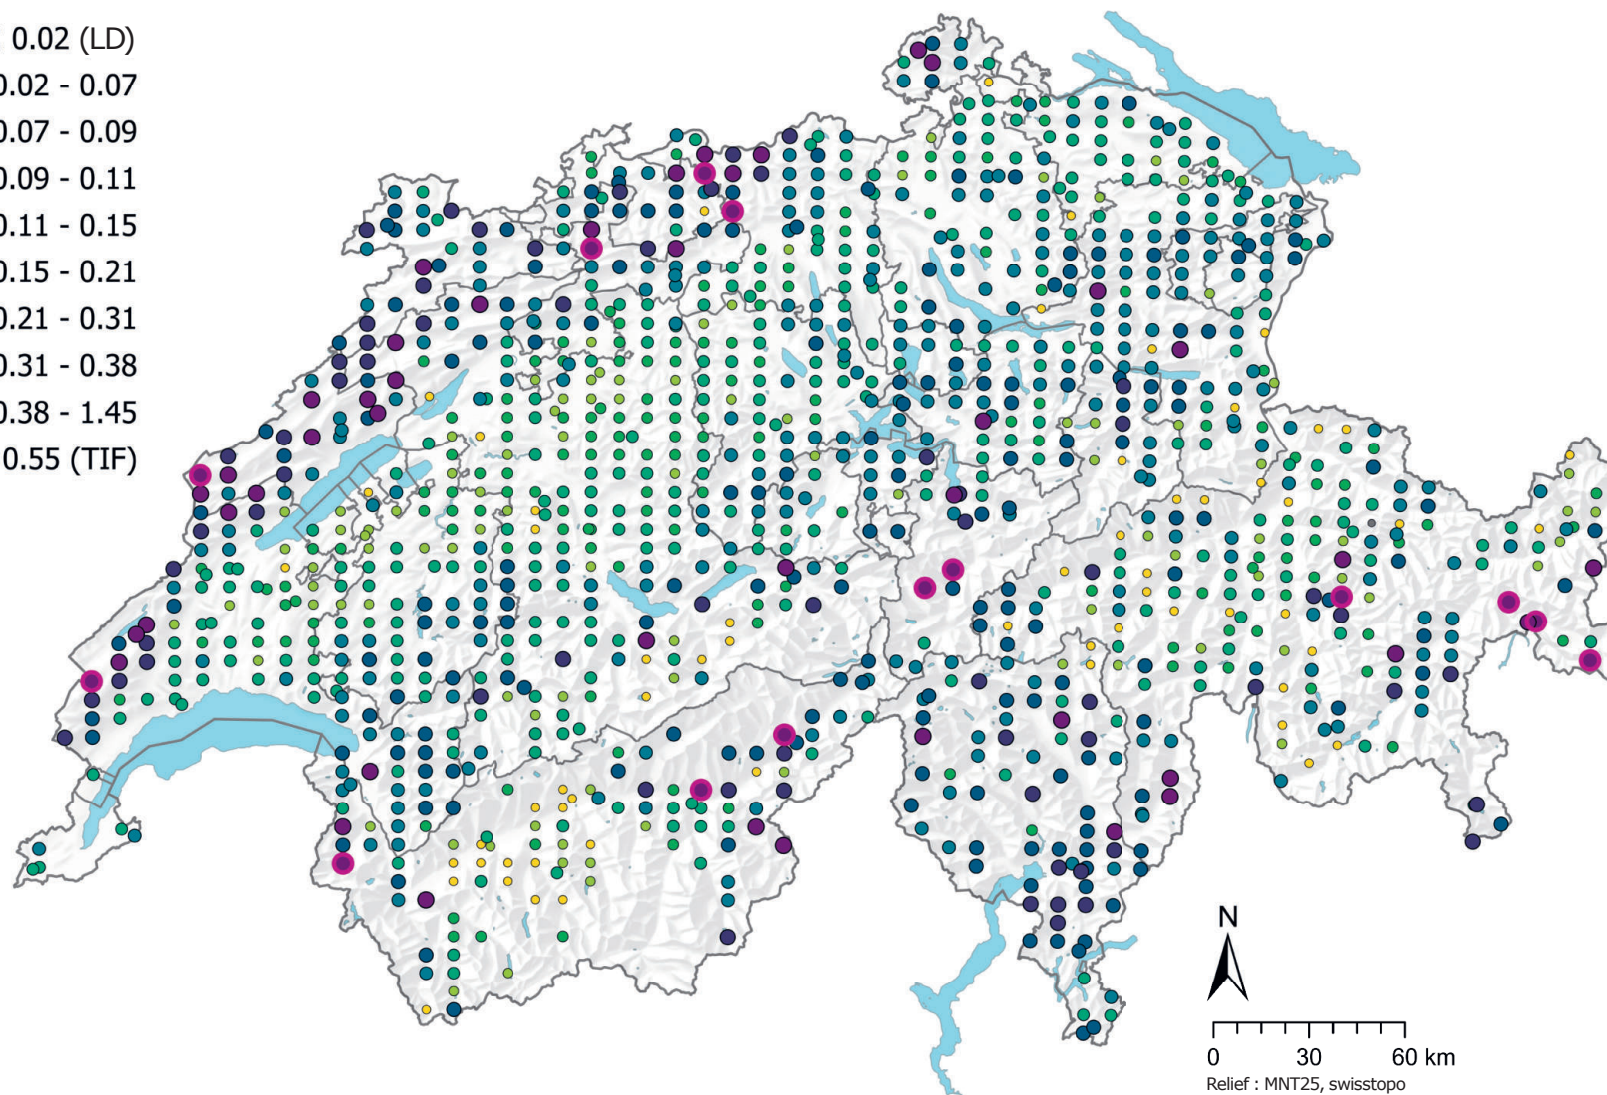 0.02 (LD)
0.02 - 0.07
0.07 - 0.09
0.09 - 0.11
0.11 - 0.15
0.15 - 0.21
0.21 - 0.31
0.31 - 0.38
0.38 - 1.45
0.55 (TIF)
N
0 30 60 km
Relief : MNT25, swisstopo